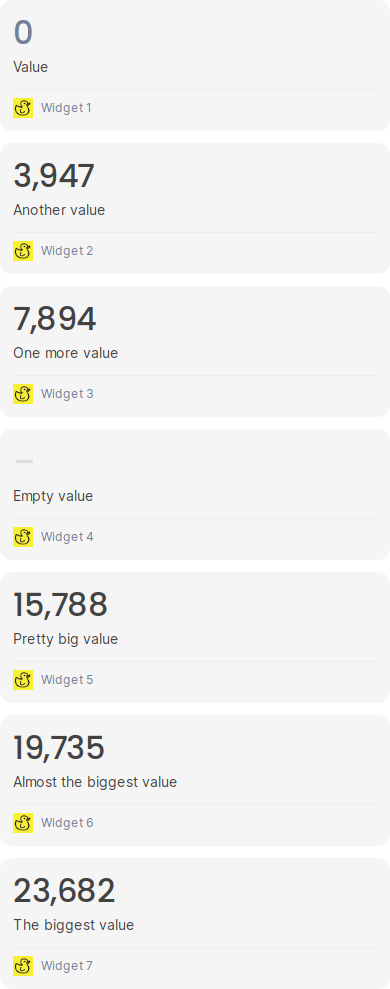 0
Value
Widget 1
3,947
Another value
Widget 2
7,894
One more value
Widget 3
–
Empty value
Widget 4
15,788
Pretty big value
Widget 5
19,735
Almost the biggest value
Widget 6
23,682
The biggest value
Widget 7